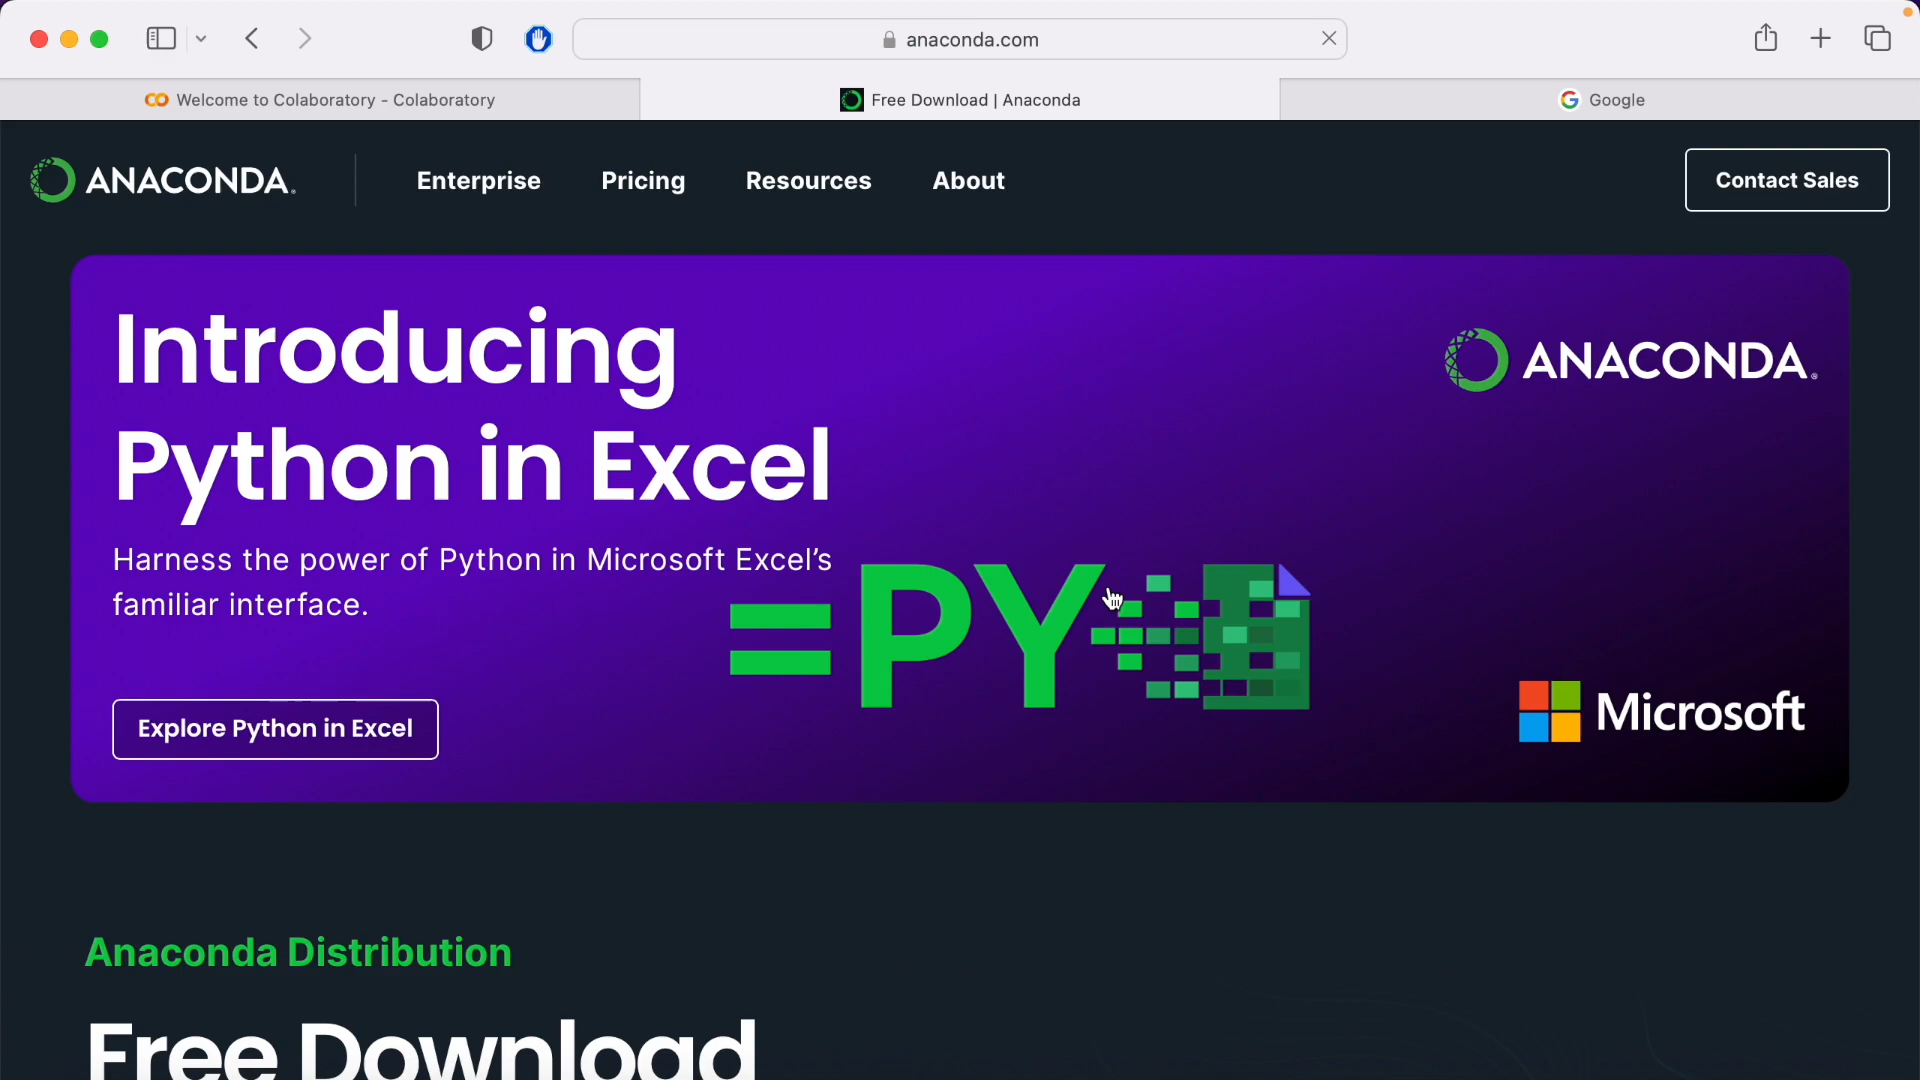 anaconda.com
Welcome to Colaboratory - Colaboratory
Free Download | Anaconda
Google
ANACONDA.
Enterprise
Pricing
Resources
About
Contact Sales
Introducing
Python in Excel
Harness the power of Python in Microsoft Excel's
familiar interface.
=PY
Explore Python in Excel
ANACONDA.
Microsoft
Anaconda Distribution
Free Download